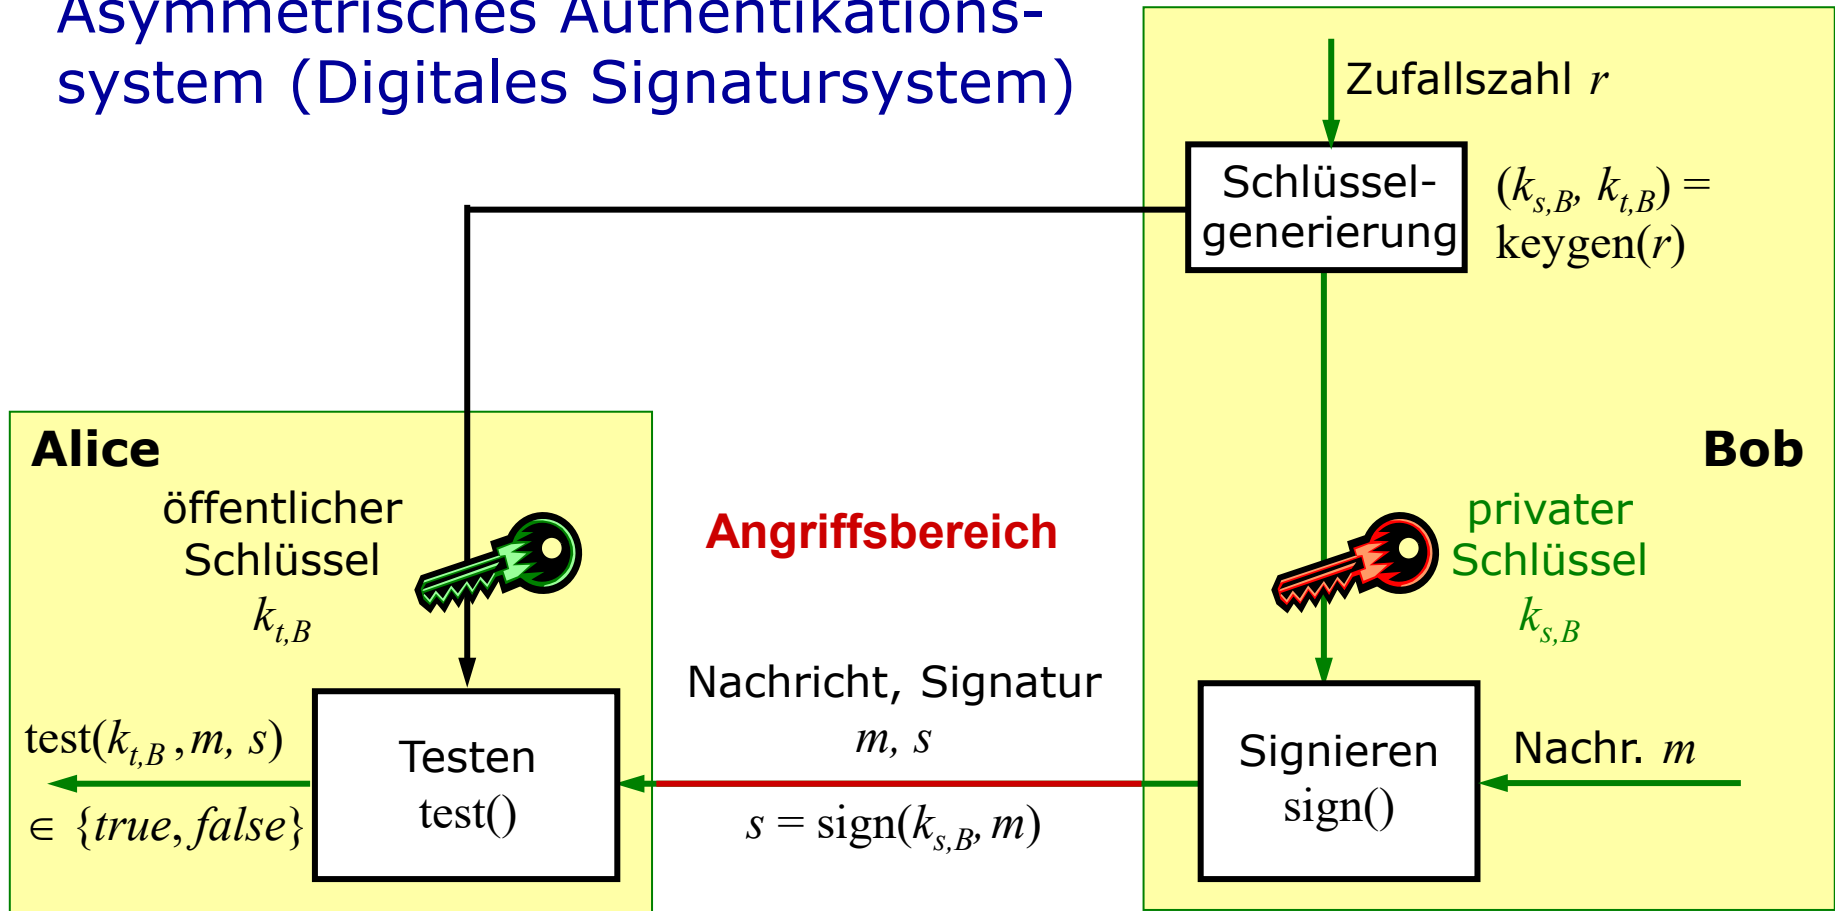 Asymmetrisches Authentikations-
system (Digitales Signatursystem)
Zufallszahl r
Schlüssel-
generierung
(k_{s,B}, k_{t,B}) =
keygen(r)
Alice
Bob
öffentlicher
Schlüssel
k_{t,B}
Angriffsbereich
privater
Schlüssel
k_{s,B}
test(k_{t,B}, m, s)
∈ {true, false}
Testen
test()
Nachricht, Signatur
m, s
s = sign(k_{s,B}, m)
Signieren
sign()
Nachr. m